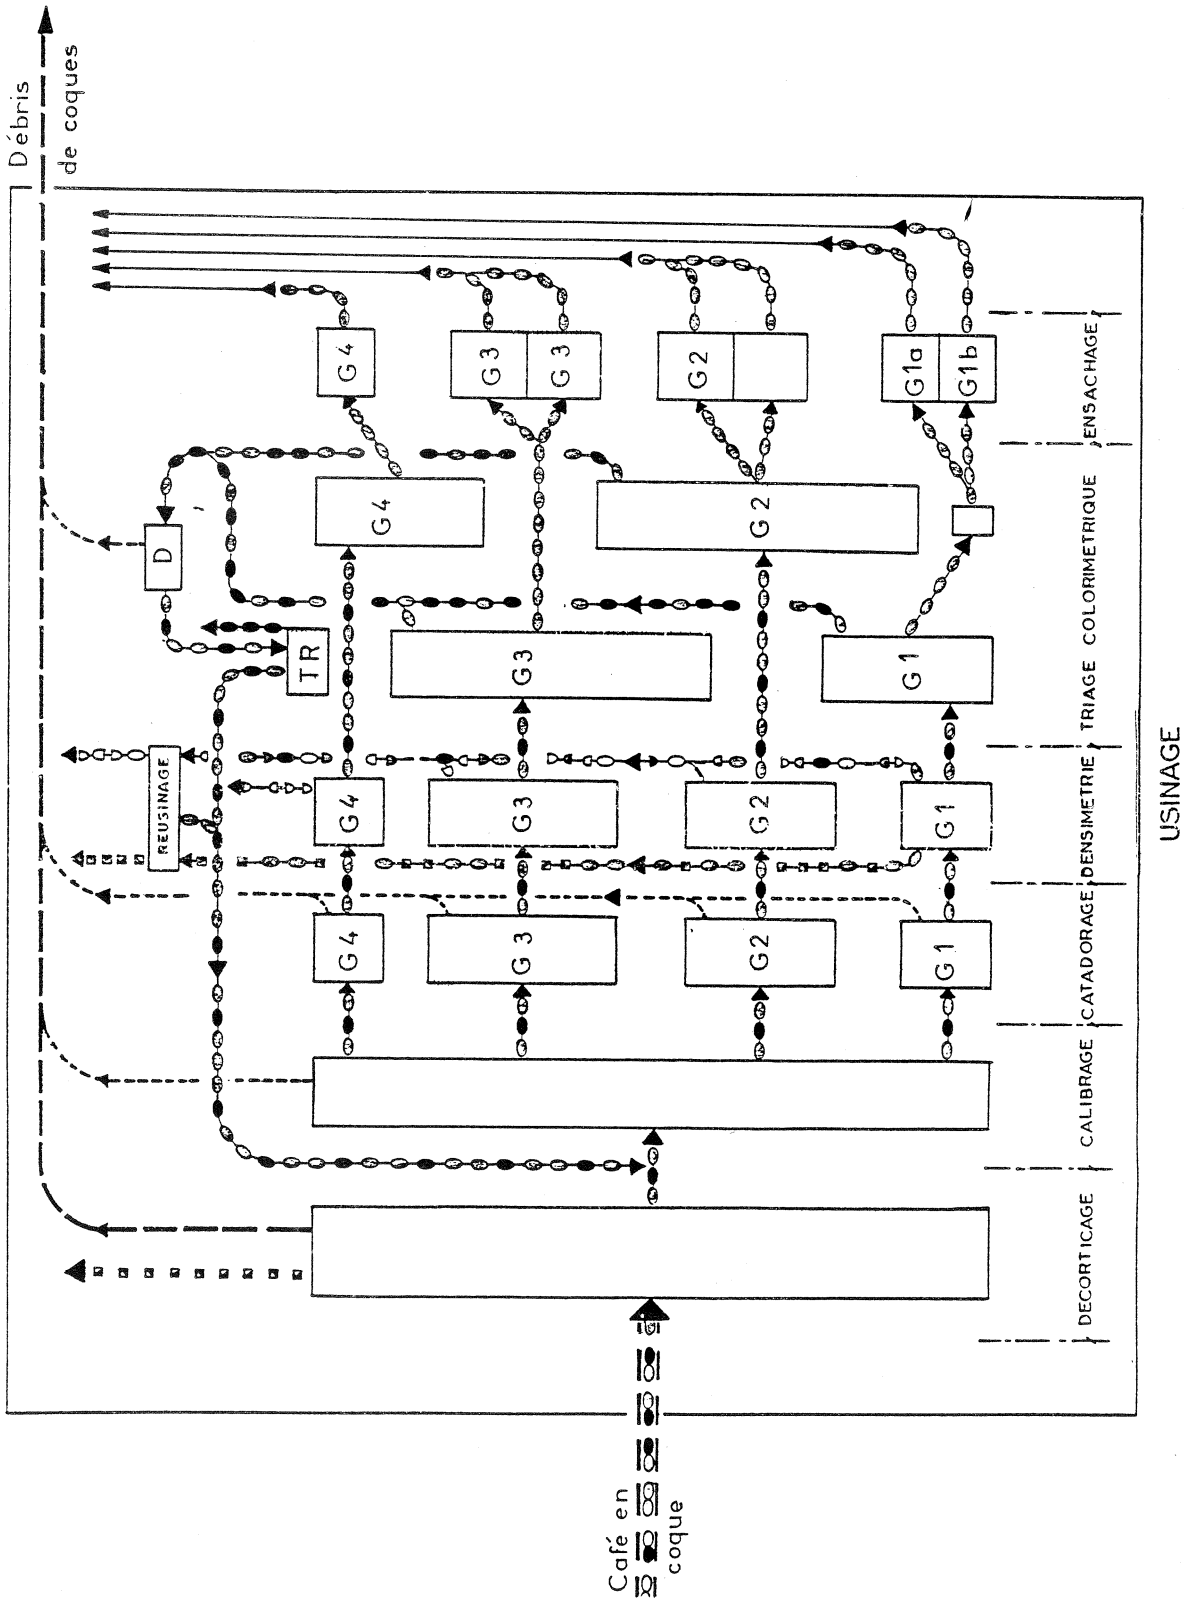 Débris
de coques
G4
G3
G3
G2
G1a
G1b
ENSACHAGE
D
G4
G2
TR
G3
G1
TRIAGE COLORIMETRIQUE
REUSINAGE
G4
G3
G2
G1
DENSIMETRIE
G4
G3
G2
G1
CATADORAGE
CALIBRAGE
DECORTICAGE
Café en
coque
USINAGE